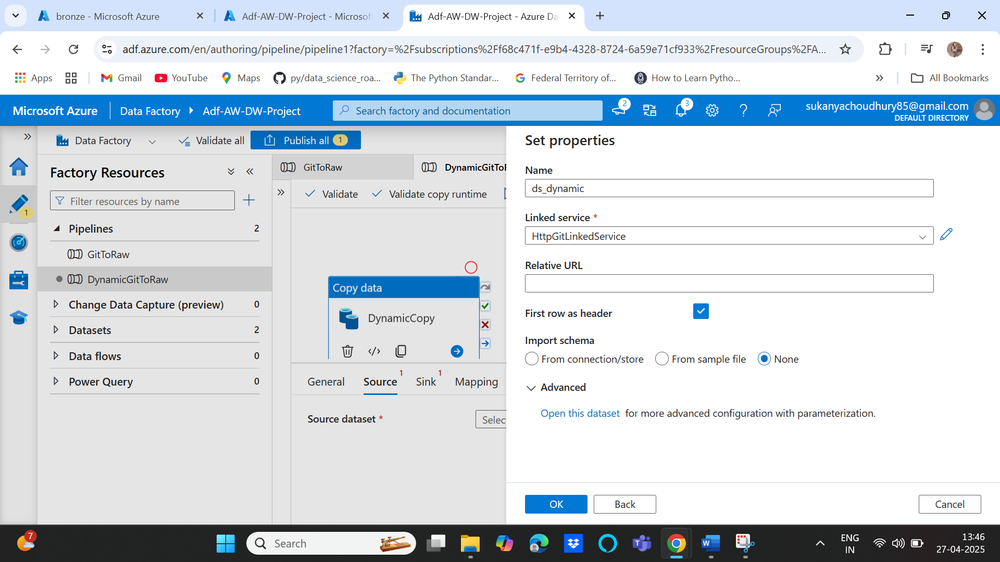 bronze - Microsoft Azure
Adf-AW-DW-Project - Microsof
Adf-AW-DW-Project - Azure Da
adf.azure.com/en/authoring/pipeline/pipeline1?factory=%2Fsubscriptions%2Ff68c471f-e9b4-4328-8724-6a59e71cf933%2FresourceGroups%2FA...
Apps
Gmail
YouTube
Maps
py/data_science_roa...
The Python Standar...
Federal Territory of...
How to Learn Pytho...
All Bookmarks
Microsoft Azure
Data Factory
Adf-AW-DW-Project
Search factory and documentation
2
3
sukanyachoudhury85@gmail.com
DEFAULT DIRECTORY
Data Factory
Validate all
Publish all 1
Factory Resources
Filter resources by name
1
Pipelines 2
GitToRaw
DynamicGitToRaw
Change Data Capture (preview) 0
Datasets 2
Data flows 0
Power Query 0
GitToRaw
DynamicGitToR
Validate
Validate copy runtime
Copy data
DynamicCopy
General
Source 1
Sink 1
Mapping
Source dataset *
Selec
Set properties
Name
ds_dynamic
Linked service *
HttpGitLinkedService
Relative URL
First row as header
Import schema
From connection/store
From sample file
None
Advanced
Open this dataset for more advanced configuration with parameterization.
OK
Back
Cancel
7
Search
ENG
IN
13:46
27-04-2025